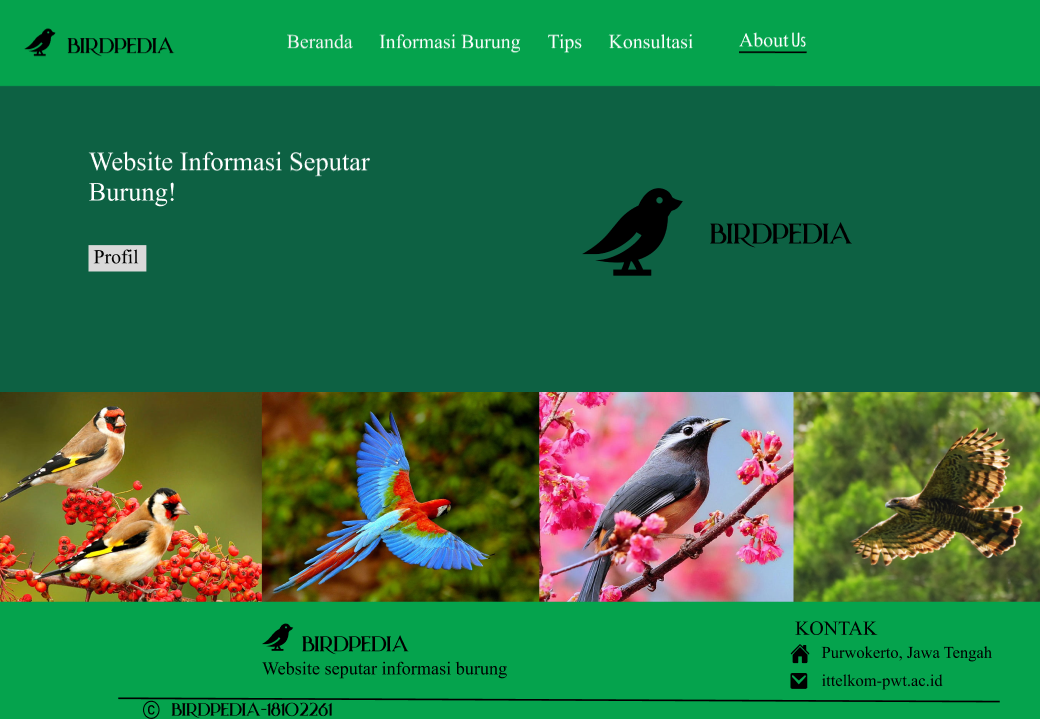 BIRDPEDIA
Beranda Informasi Burung Tips Konsultasi About Us
Website Informasi Seputar
Burung!
Profil
BIRDPEDIA
BIRDPEDIA
Website seputar informasi burung
KONTAK
Purwokerto, Jawa Tengah
ittelkom-pwt.ac.id
© BIRDPEDIA-18102261